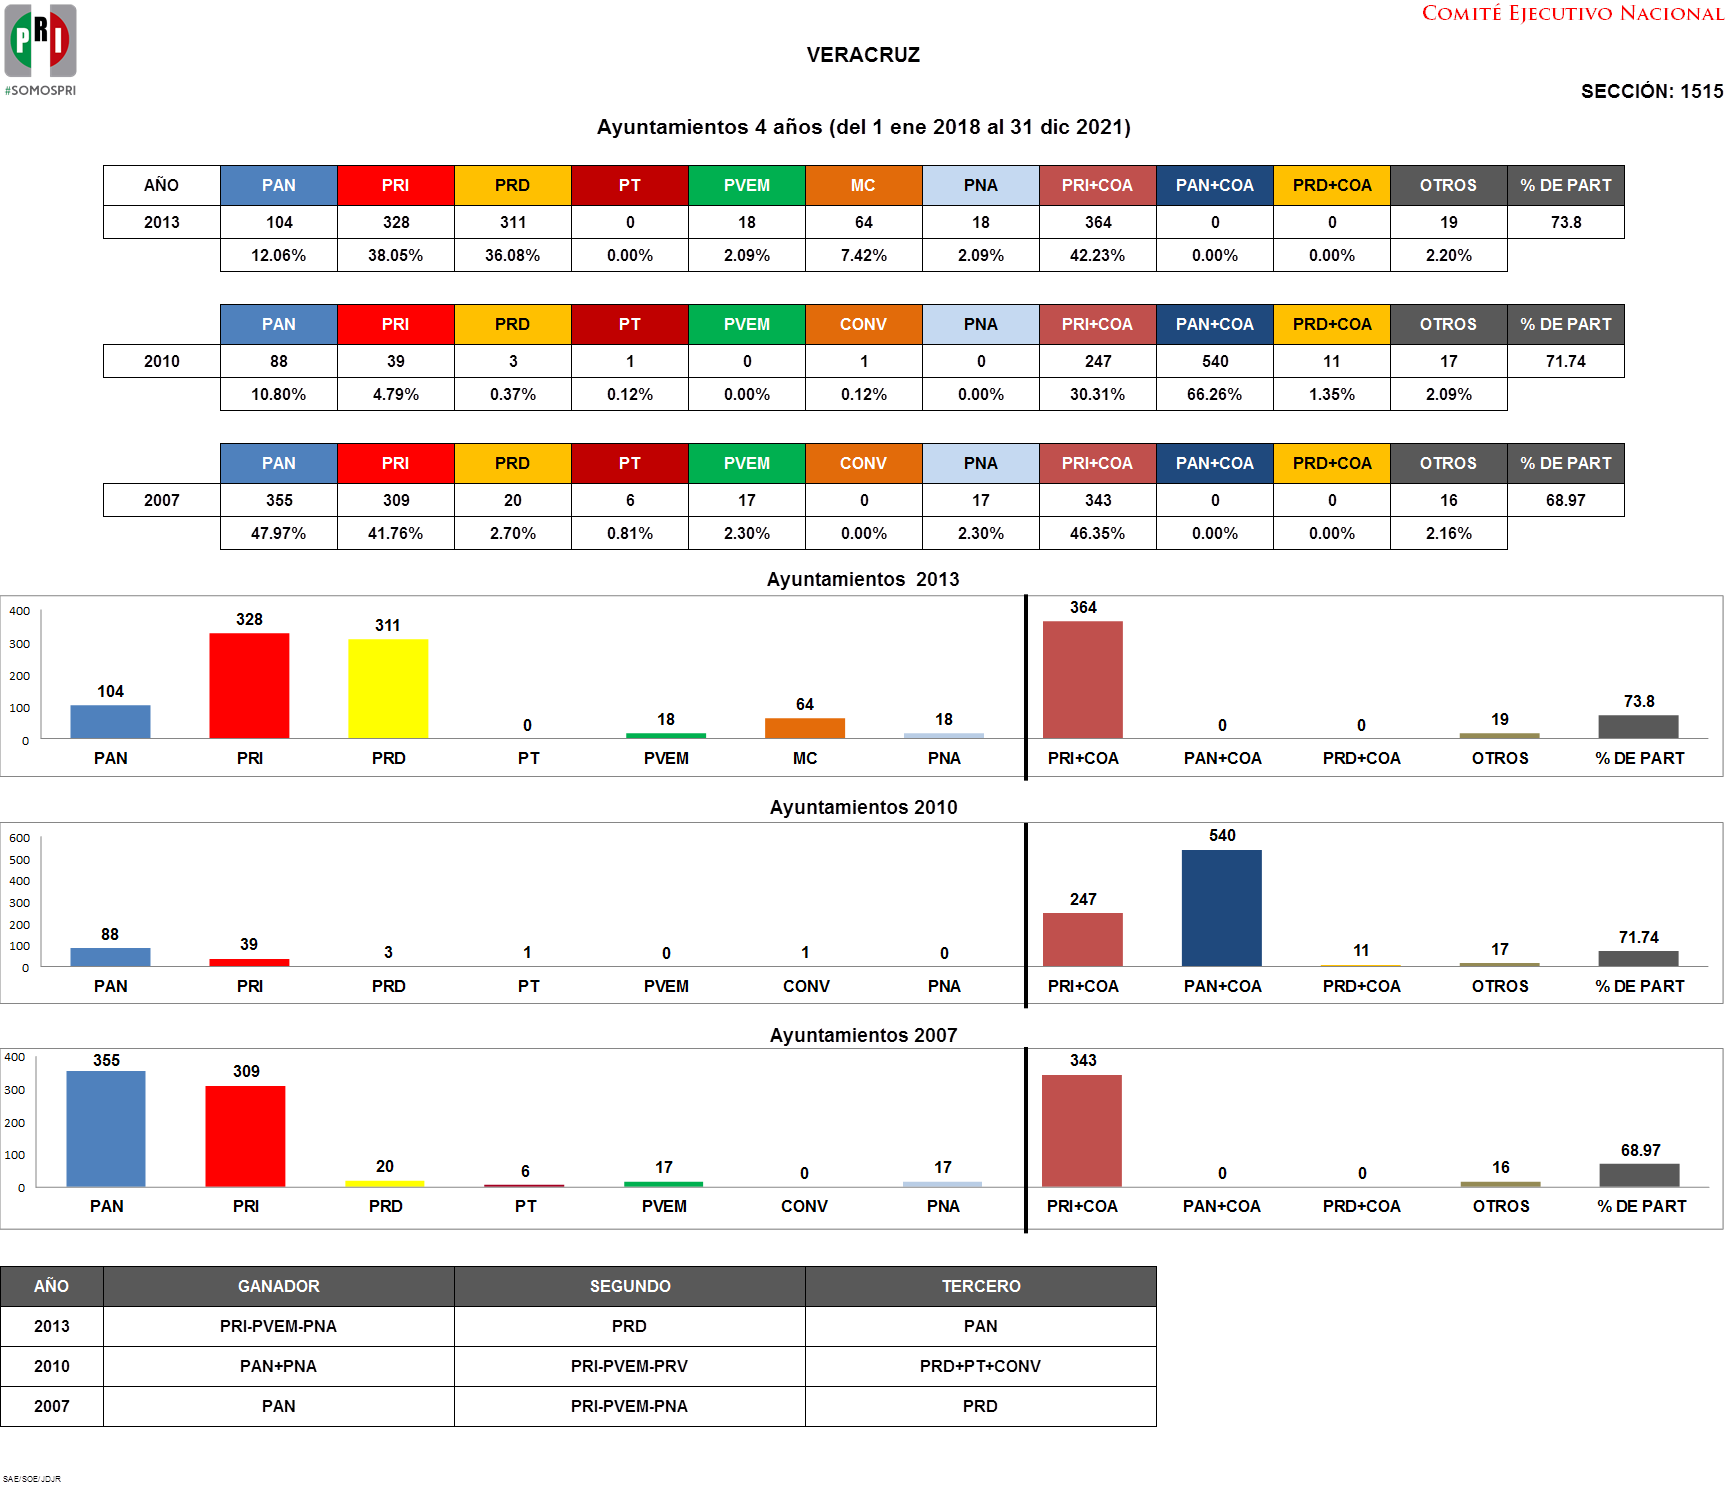 PRI
#SOMOSPRI
COMITÉ EJECUTIVO NACIONAL
VERACRUZ
SECCIÓN: 1515
Ayuntamientos 4 años (del 1 ene 2018 al 31 dic 2021)
AÑO PAN PRI PRD PT PVEM MC PNA PRI+COA PAN+COA PRD+COA OTROS % DE PART
2013 104 328 311 0 18 64 18 364 0 0 19 73.8
12.06% 38.05% 36.08% 0.00% 2.09% 7.42% 2.09% 42.23% 0.00% 0.00% 2.20%
PAN PRI PRD PT PVEM CONV PNA PRI+COA PAN+COA PRD+COA OTROS % DE PART
2010 88 39 3 1 0 1 0 247 540 11 17 71.74
10.80% 4.79% 0.37% 0.12% 0.00% 0.12% 0.00% 30.31% 66.26% 1.35% 2.09%
PAN PRI PRD PT PVEM CONV PNA PRI+COA PAN+COA PRD+COA OTROS % DE PART
2007 355 309 20 6 17 0 17 343 0 0 16 68.97
47.97% 41.76% 2.70% 0.81% 2.30% 0.00% 2.30% 46.35% 0.00% 0.00% 2.16%
Ayuntamientos 2013
400
300
200
100
0
104 328 311 0 18 64 18 364 0 0 19 73.8
PAN PRI PRD PT PVEM MC PNA PRI+COA PAN+COA PRD+COA OTROS % DE PART
Ayuntamientos 2010
600
500
400
300
200
100
0
88 39 3 1 0 1 0 247 540 11 17 71.74
PAN PRI PRD PT PVEM CONV PNA PRI+COA PAN+COA PRD+COA OTROS % DE PART
Ayuntamientos 2007
400
300
200
100
0
355 309 20 6 17 0 17 343 0 0 16 68.97
PAN PRI PRD PT PVEM CONV PNA PRI+COA PAN+COA PRD+COA OTROS % DE PART
AÑO GANADOR SEGUNDO TERCERO
2013 PRI-PVEM-PNA PRD PAN
2010 PAN+PNA PRI-PVEM-PRV PRD+PT+CONV
2007 PAN PRI-PVEM-PNA PRD
SAE/SOE/JDJR